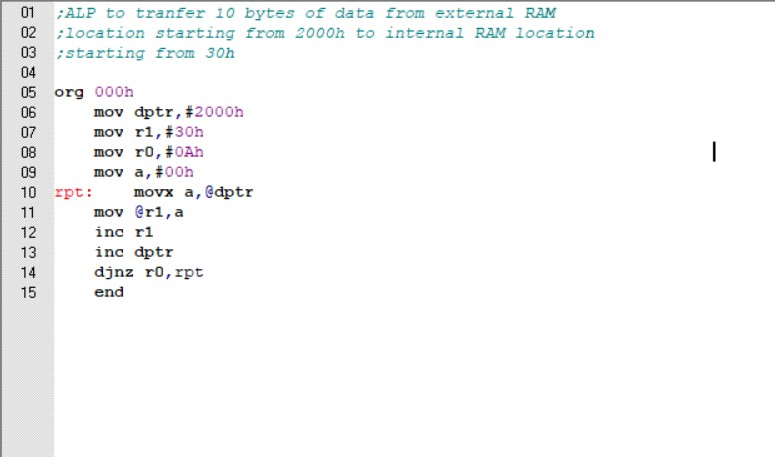 01 ;ALP to tranfer 10 bytes of data from external RAM
02 ;location starting from 2000h to internal RAM location
03 ;starting from 30h
04
05 org 000h
06 mov dptr,#2000h
07 mov r1,#30h
08 mov r0,#0Ah
09 mov a,#00h
10 rpt: movx a,@dptr
11 mov @r1,a
12 inc r1
13 inc dptr
14 djnz r0,rpt
15 end